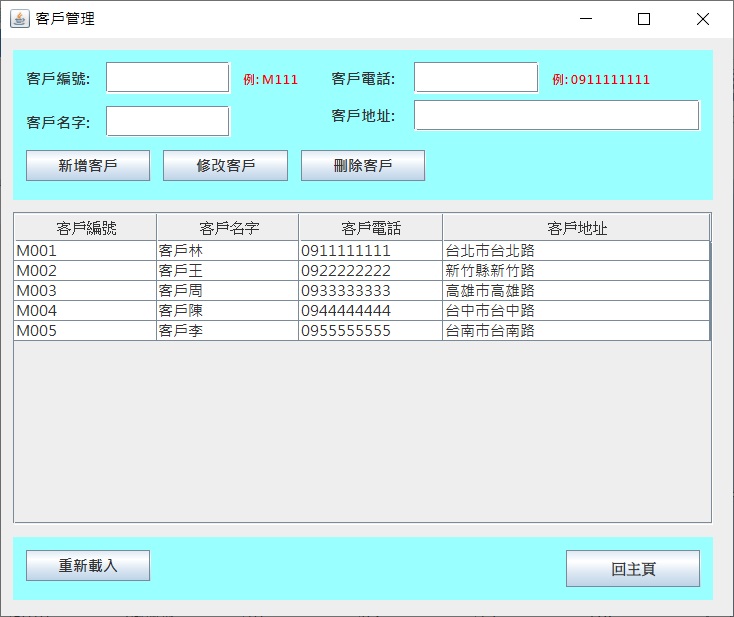 客戶管理
客戶編號: 例: M111 客戶電話: 例: 0911111111
客戶名字: 客戶地址:
新增客戶 修改客戶 刪除客戶
客戶編號 客戶名字 客戶電話 客戶地址
M001 客戶林 0911111111 台北市台北路
M002 客戶王 0922222222 新竹縣新竹路
M003 客戶周 0933333333 高雄市高雄路
M004 客戶陳 0944444444 台中市台中路
M005 客戶李 0955555555 台南市台南路
重新載入 回主頁